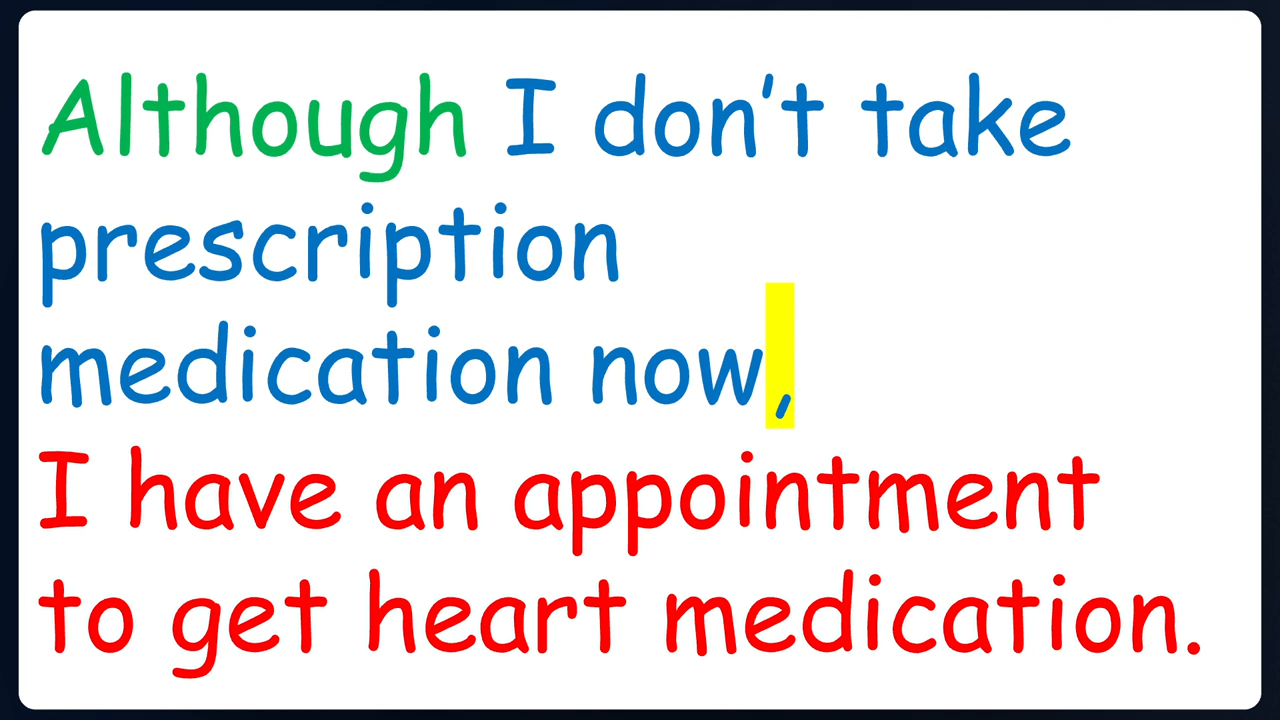 Although I don’t take
prescription
medication now,
I have an appointment
to get heart medication.